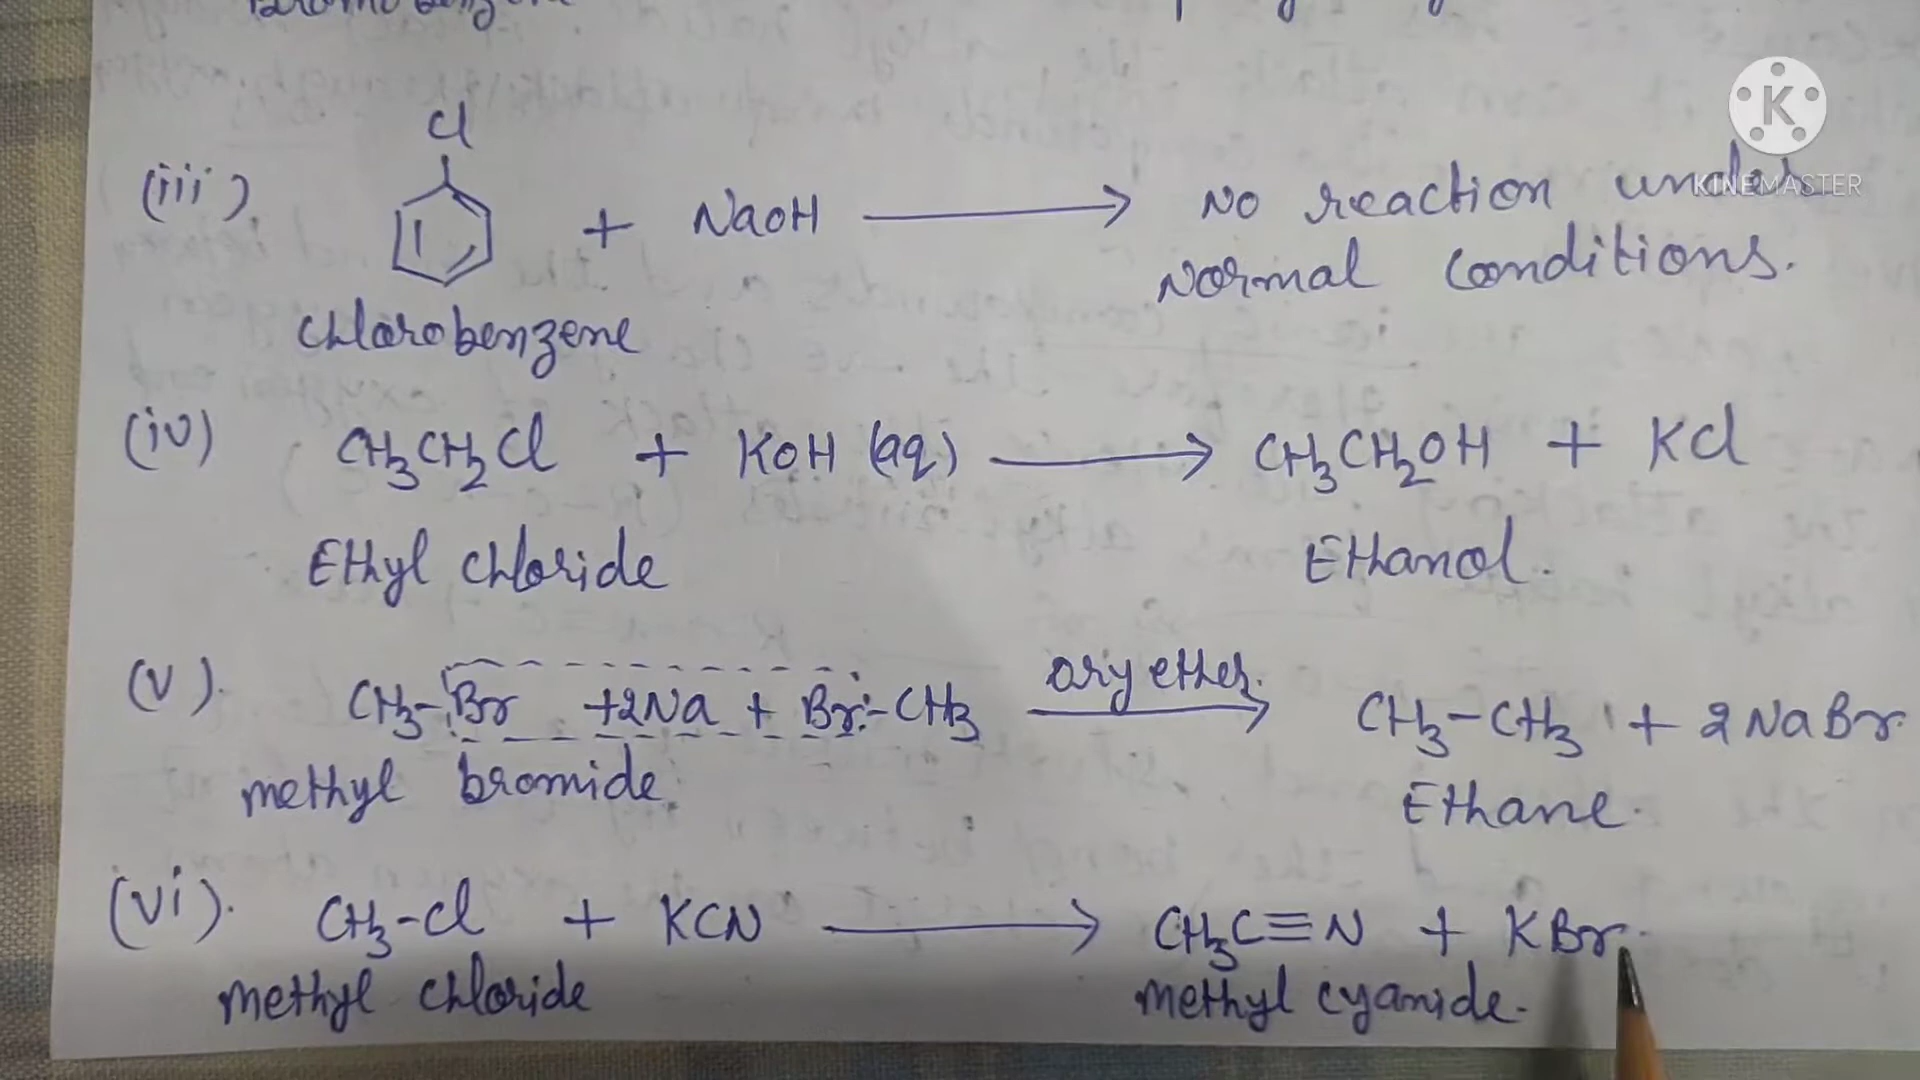 Bromobenzene
K
KINEMASTER
Cl
(iii). + NaOH → No reaction under
Normal conditions.
Chlorobenzene
(iv) CH₃CH₂Cl + KOH (aq) → CH₃CH₂OH + KCl
Ethyl chloride Ethanol.
(v). CH₃-Br + 2Na + Br-CH₃ dry ether. → CH₃-CH₃ + 2NaBr.
methyl bromide. Ethane.
(vi). CH₃-Cl + KCN → CH₃C≡N + KBr.
methyl chloride methyl cyanide.